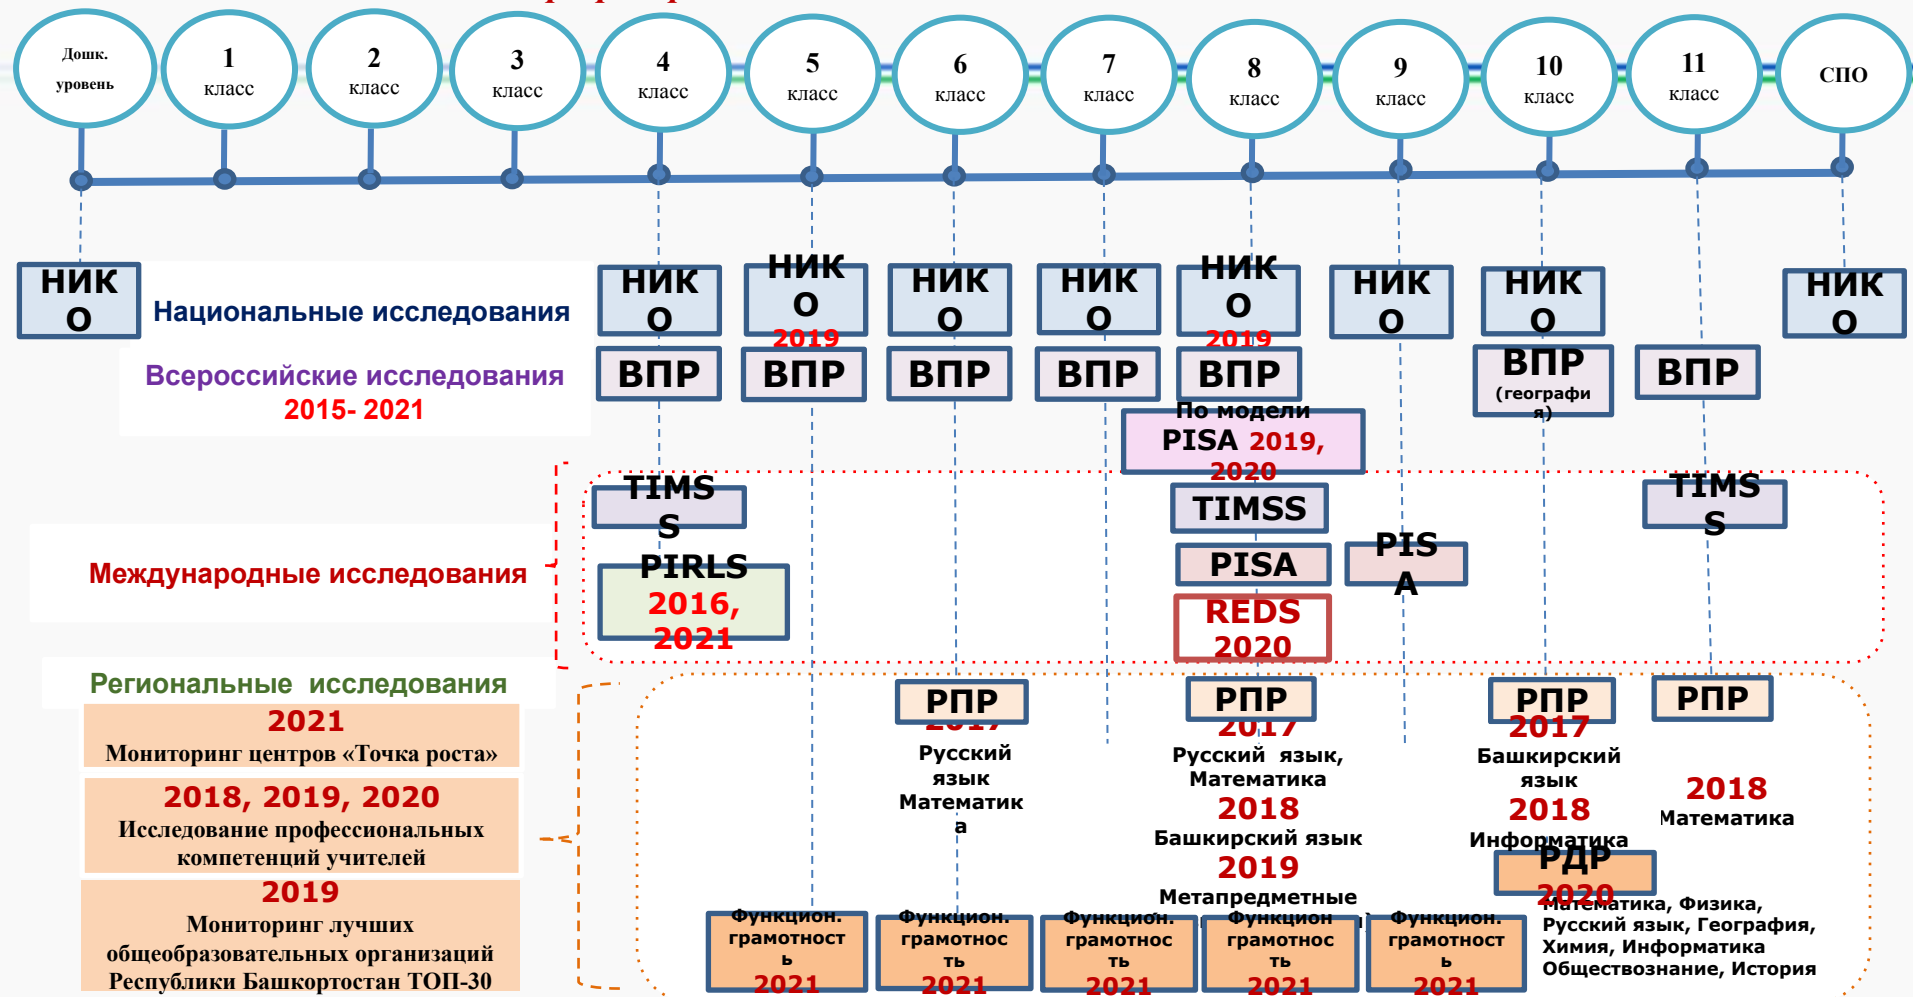 Дошк.
уровень
1
класс
2
класс
3
класс
4
класс
5
класс
6
класс
7
класс
8
класс
9
класс
10
класс
11
класс
СПО
НИК
О
Национальные исследования
НИК
О
НИК
О
2019
НИК
О
НИК
О
НИК
О
2019
НИК
О
НИК
О
НИК
О
Всероссийские исследования
2015- 2021
ВПР
ВПР
ВПР
ВПР
ВПР
ВПР
(географи
я)
ВПР
По модели
PISA 2019,
2020
Международные исследования
TIMS
S
PIRLS
2016,
2021
TIMSS
PISA
REDS
2020
PIS
A
TIMS
S
Региональные исследования
2021
Мониторинг центров «Точка роста»
2018, 2019, 2020
Исследование профессиональных
компетенций учителей
2019
Мониторинг лучших
общеобразовательных организаций
Республики Башкортостан ТОП-30
РПР
2017
Русский
язык
Математик
а
РПР
2017
Русский язык,
Математика
2018
Башкирский язык
2019
Метапредметные
РПР
2017
Башкирский
язык
2018
Информатика
РДР
2020
Математика, Физика,
Русский язык, География,
Химия, Информатика
Обществознание, История
РПР
2018
Математика
Функцион.
грамотност
ь
2021
Функцион.
грамотнос
ть
2021
Функцион.
грамотнос
ть
2021
Функцион
грамотнос
ть
2021
Функцион.
грамотност
ь
2021